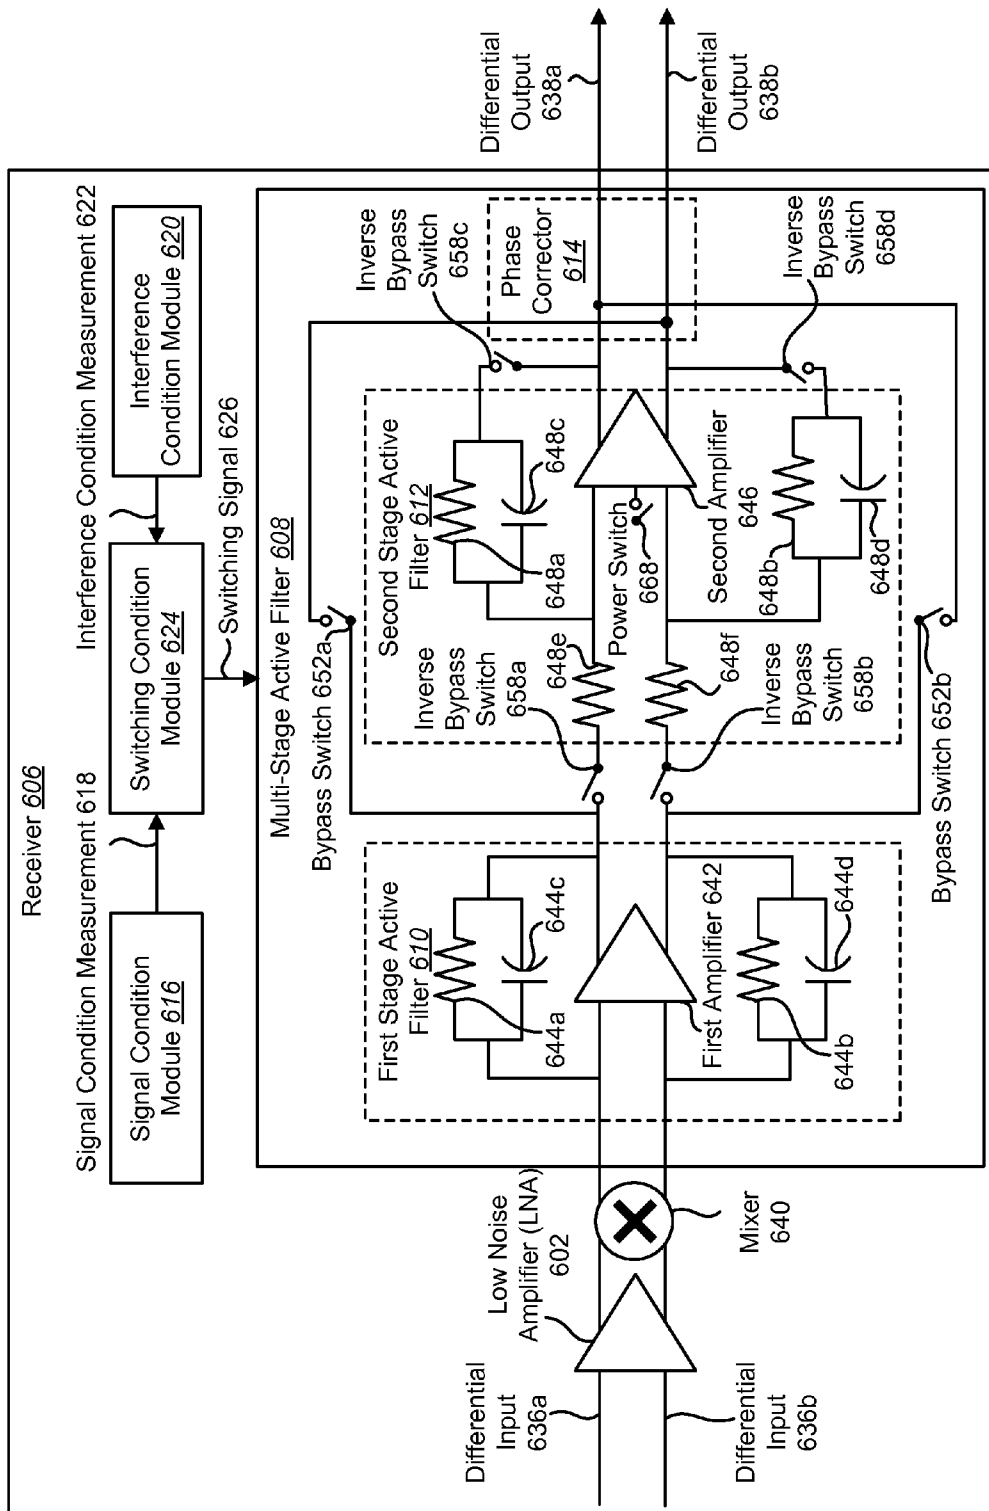 Receiver 606
Signal Condition Measurement 618
Interference Condition Measurement 622
Signal Condition
Module 616
Switching Condition
Module 624
Interference
Condition Module 620
Switching Signal 626
Multi-Stage Active Filter 608
Bypass Switch 652a
First Stage Active
Filter 610
644a
644c
First Amplifier 642
644b
644d
Second Stage Active
Filter 612
648a
648c
Inverse
Bypass
Switch
658a
648e
Power Switch
668
Second Amplifier
646
648f
Inverse
Bypass
Switch
658b
648b
648d
Inverse
Bypass
Switch
658c
Phase
Corrector
614
Inverse
Bypass
Switch
658d
Bypass Switch 652b
Low Noise
Amplifier (LNA)
602
Mixer
640
Differential
Input
636a
Differential
Input
636b
Differential
Output
638a
Differential
Output
638b